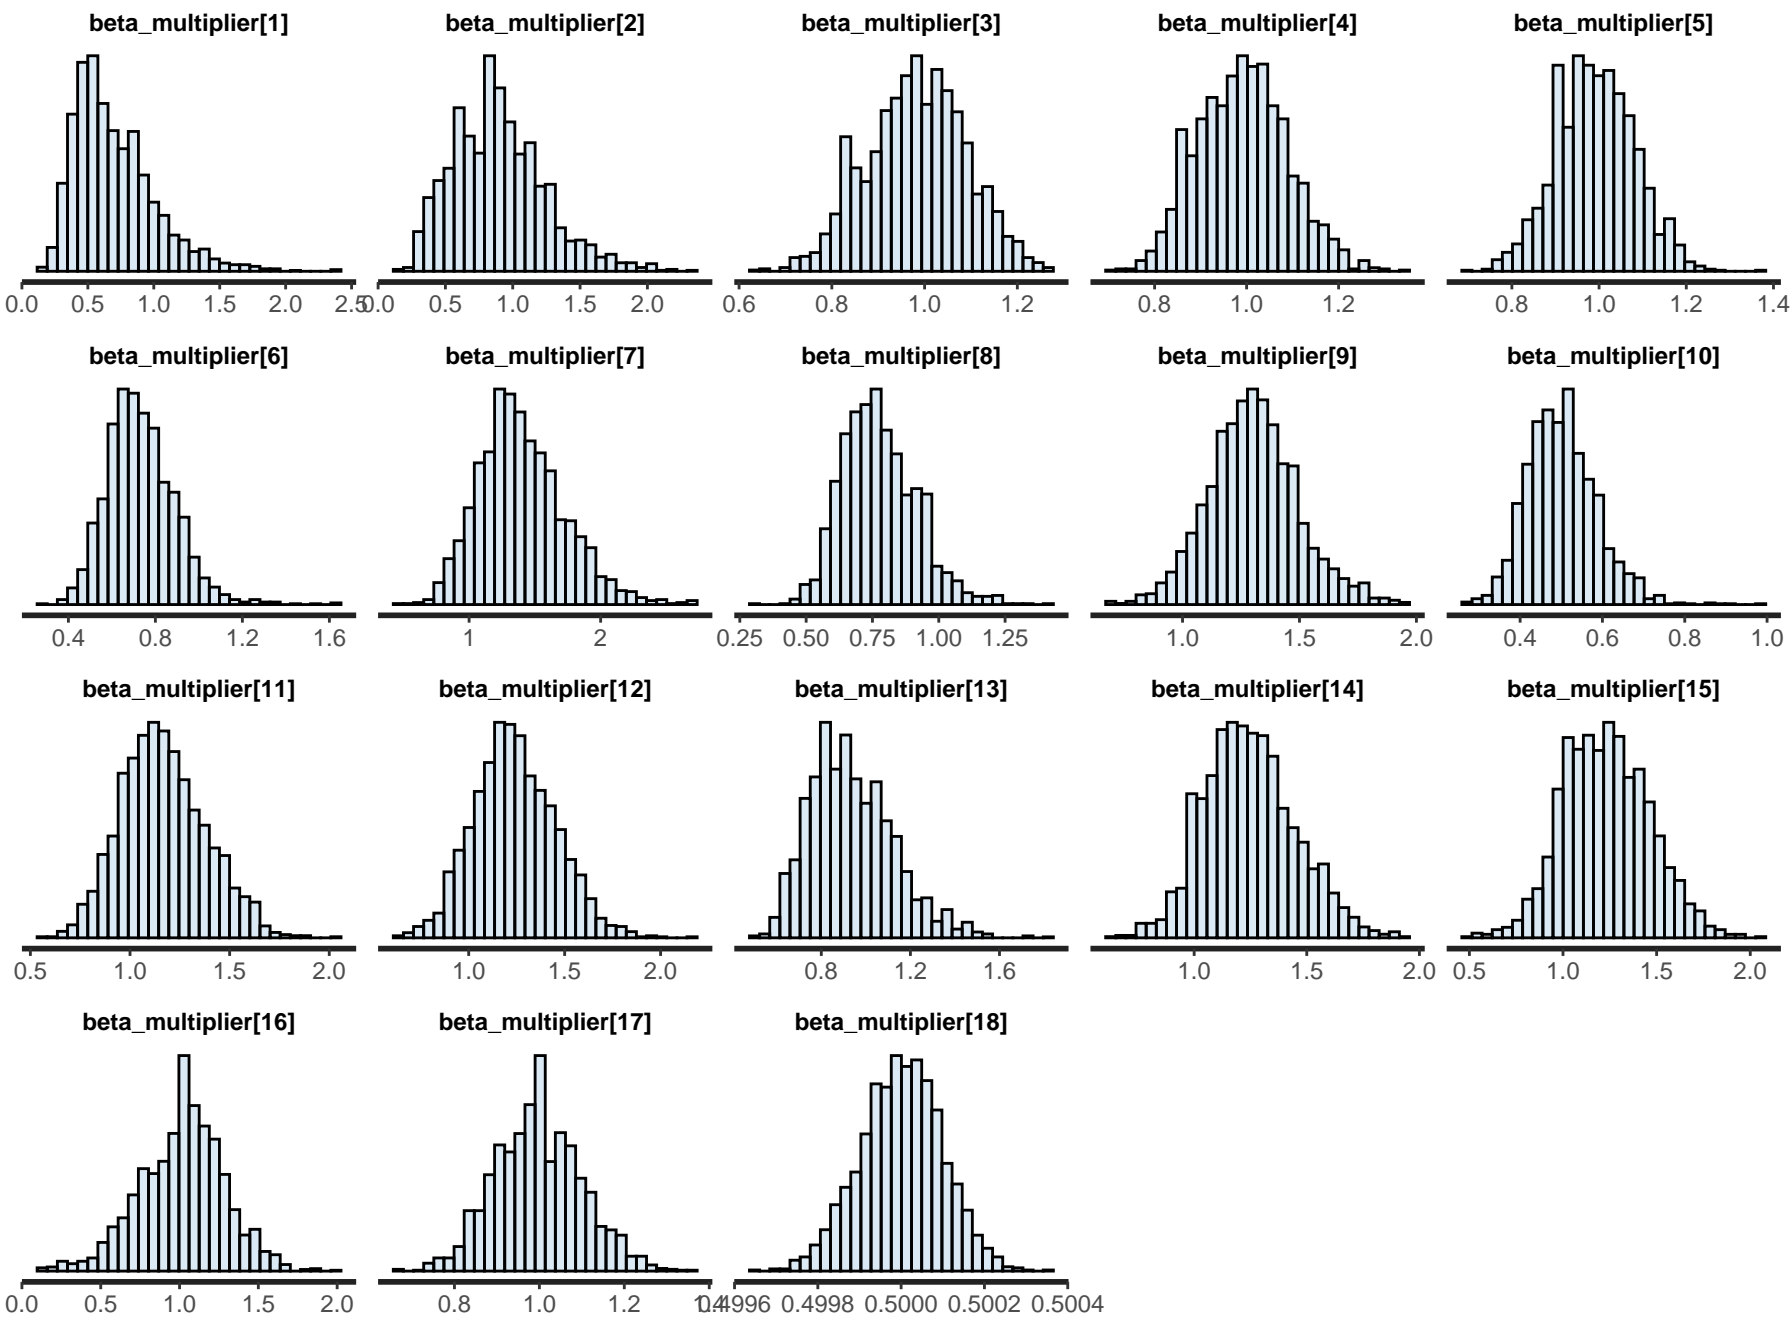 beta_multiplier[1] beta_multiplier[2] beta_multiplier[3] beta_multiplier[4] beta_multiplier[5]
0.0 0.5 1.0 1.5 2.0 2.5 0.0 0.5 1.0 1.5 2.0 0.6 0.8 1.0 1.2 0.8 1.0 1.2 0.8 1.0 1.2 1.4
beta_multiplier[6] beta_multiplier[7] beta_multiplier[8] beta_multiplier[9] beta_multiplier[10]
0.4 0.8 1.2 1.6 1 2 0.25 0.50 0.75 1.00 1.25 1.0 1.5 2.0 0.4 0.6 0.8 1.0
beta_multiplier[11] beta_multiplier[12] beta_multiplier[13] beta_multiplier[14] beta_multiplier[15]
0.5 1.0 1.5 2.0 1.0 1.5 2.0 0.8 1.2 1.6 1.0 1.5 2.0 0.5 1.0 1.5 2.0
beta_multiplier[16] beta_multiplier[17] beta_multiplier[18]
0.0 0.5 1.0 1.5 2.0 0.8 1.0 1.2 1.4 0.4996 0.4998 0.5000 0.5002 0.5004